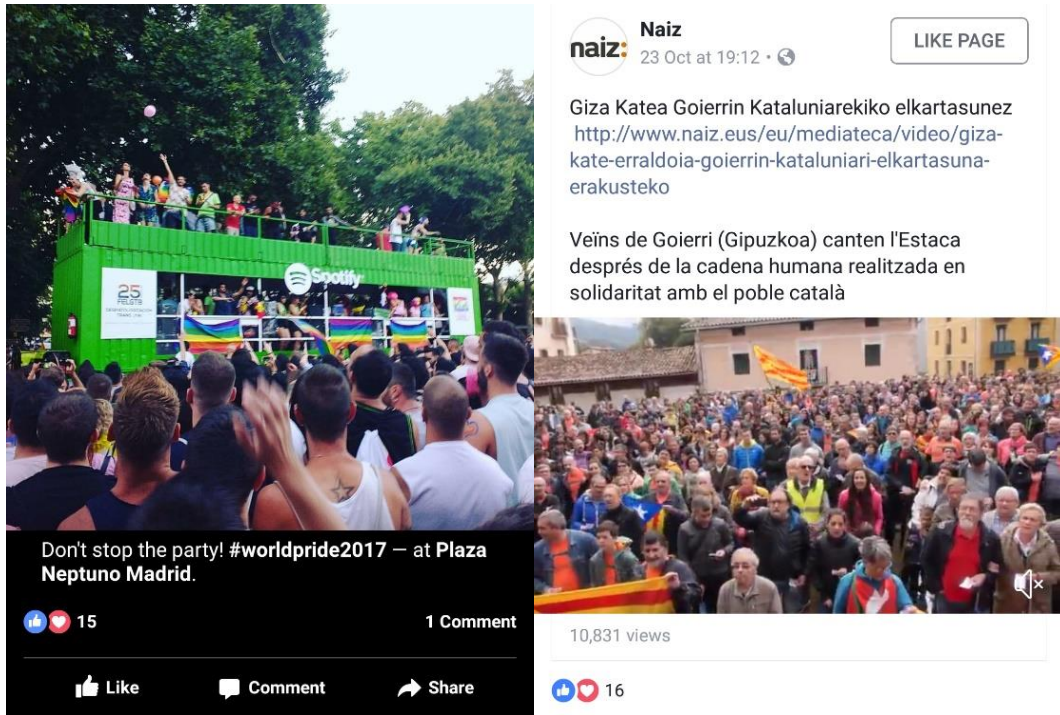 Spotify
25
FELGTB
Don't stop the party! #worldpride2017 — at Plaza
Neptuno Madrid.
15
1 Comment
Like
Comment
Share
naiz:
Naiz
23 Oct at 19:12 ·
LIKE PAGE
Giza Katea Goierrin Kataluniarekiko elkartasunez
http://www.naiz.eus/eu/mediateca/video/giza-
kate-erraldoia-goierrin-kataluniari-elkartasuna-
erakusteko
Veïns de Goierri (Gipuzkoa) canten l'Estaca
després de la cadena humana realitzada en
solidaritat amb el poble català
10,831 views
16